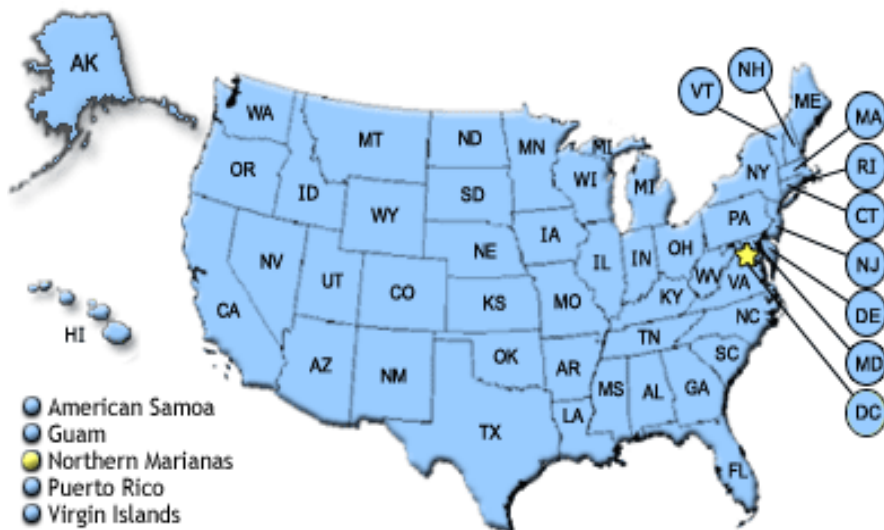 AK
NH
VT
ME
MA
WA
MT
ND
MN
MI
RI
OR
ID
SD
WI
MI
NY
CT
WY
PA
IA
NE
OH
NJ
NV
UT
CO
IL
IN
WV
VA
DE
CA
KS
MO
KY
NC
HI
TN
MD
AZ
NM
OK
AR
SC
MS
AL
GA
DC
LA
TX
FL
American Samoa
Guam
Northern Marianas
Puerto Rico
Virgin Islands